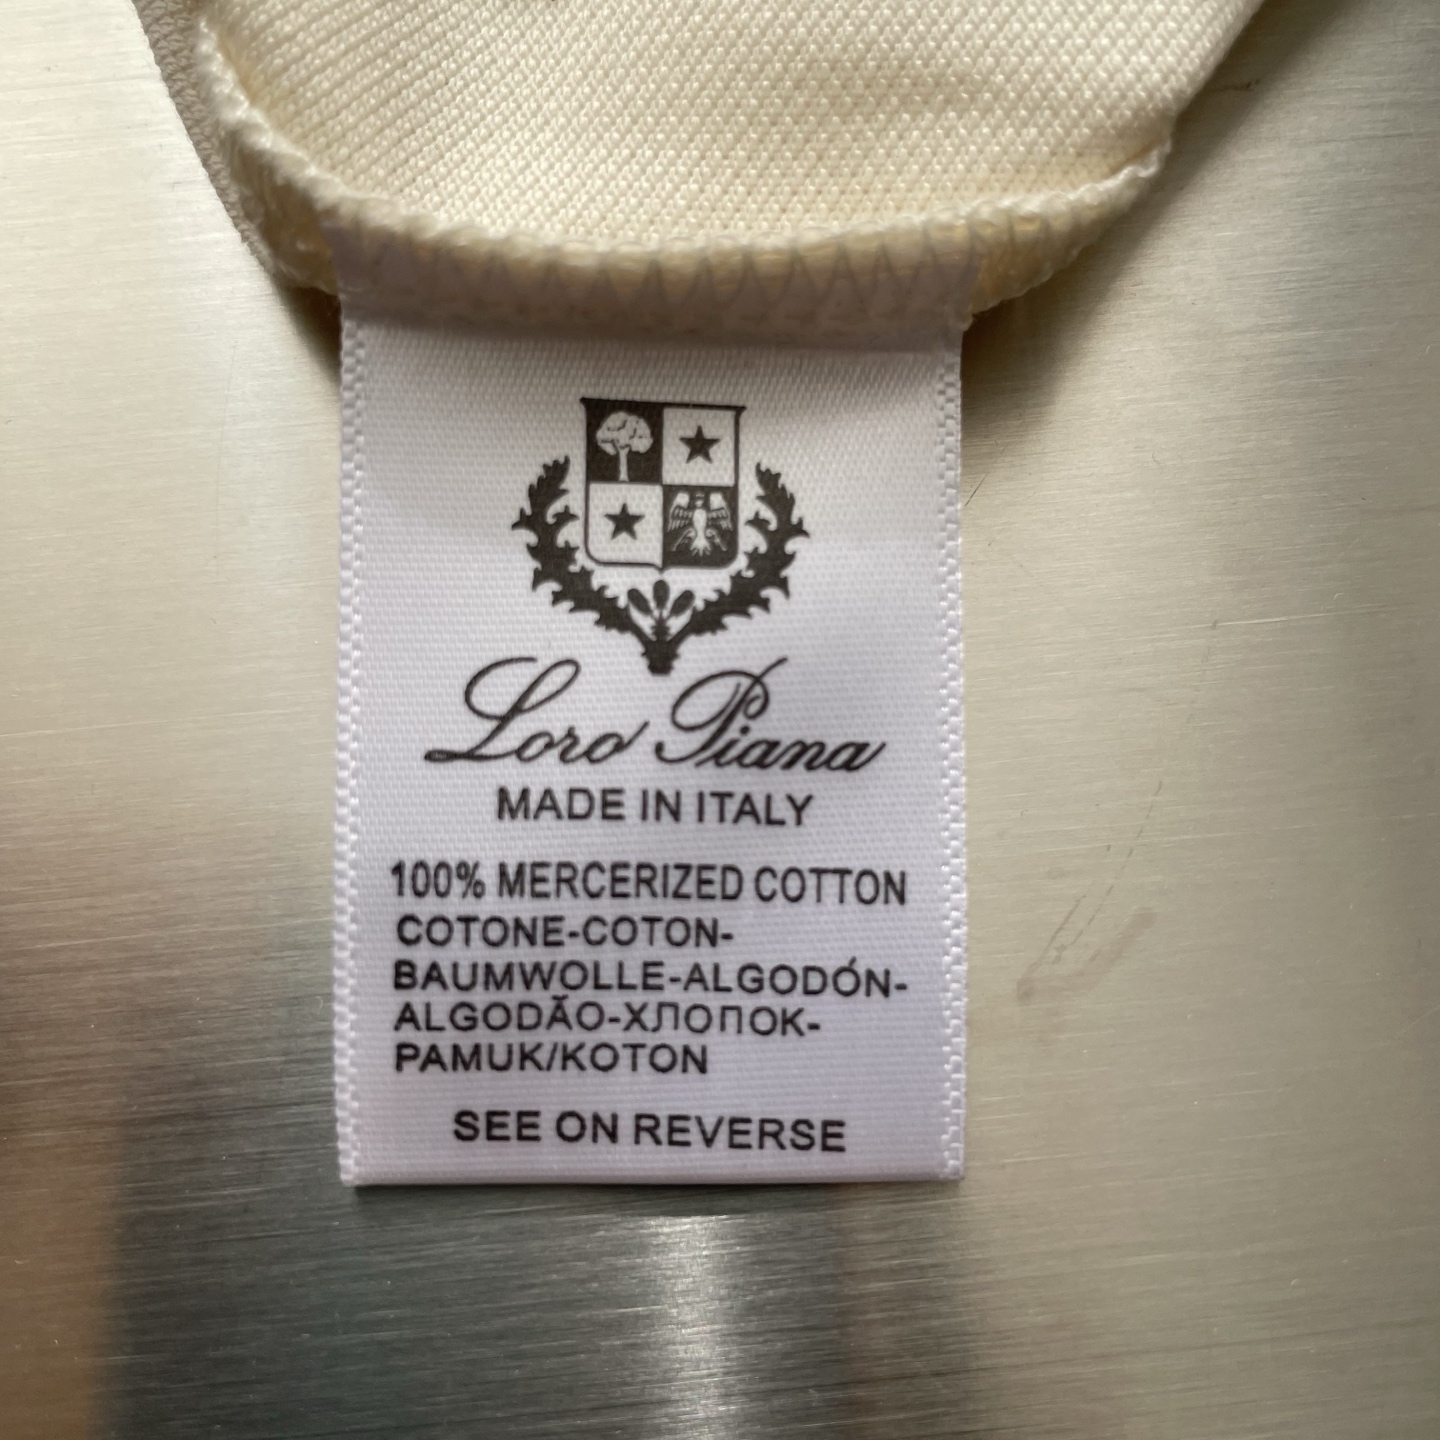 Loro Piana
MADE IN ITALY
100% MERCERIZED COTTON
COTONE-COTON-
BAUMWOLLE-ALGODÓN-
ALGODÃO-ХЛОПОК-
PAMUK/KOTON
SEE ON REVERSE